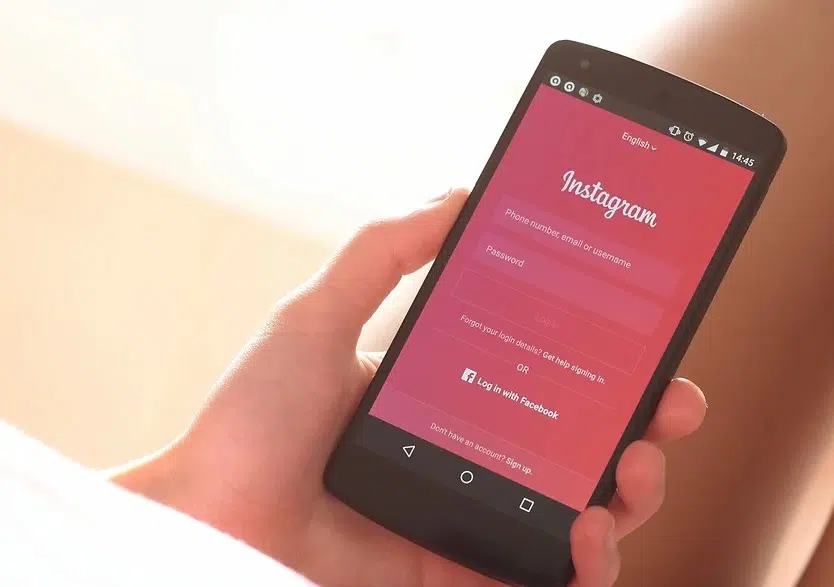 14:45
English
Instagram
Phone number, email or username
Password
Log In
Forgot your login details? Get help signing in.
OR
Log in with Facebook
Don't have an account? Sign up.